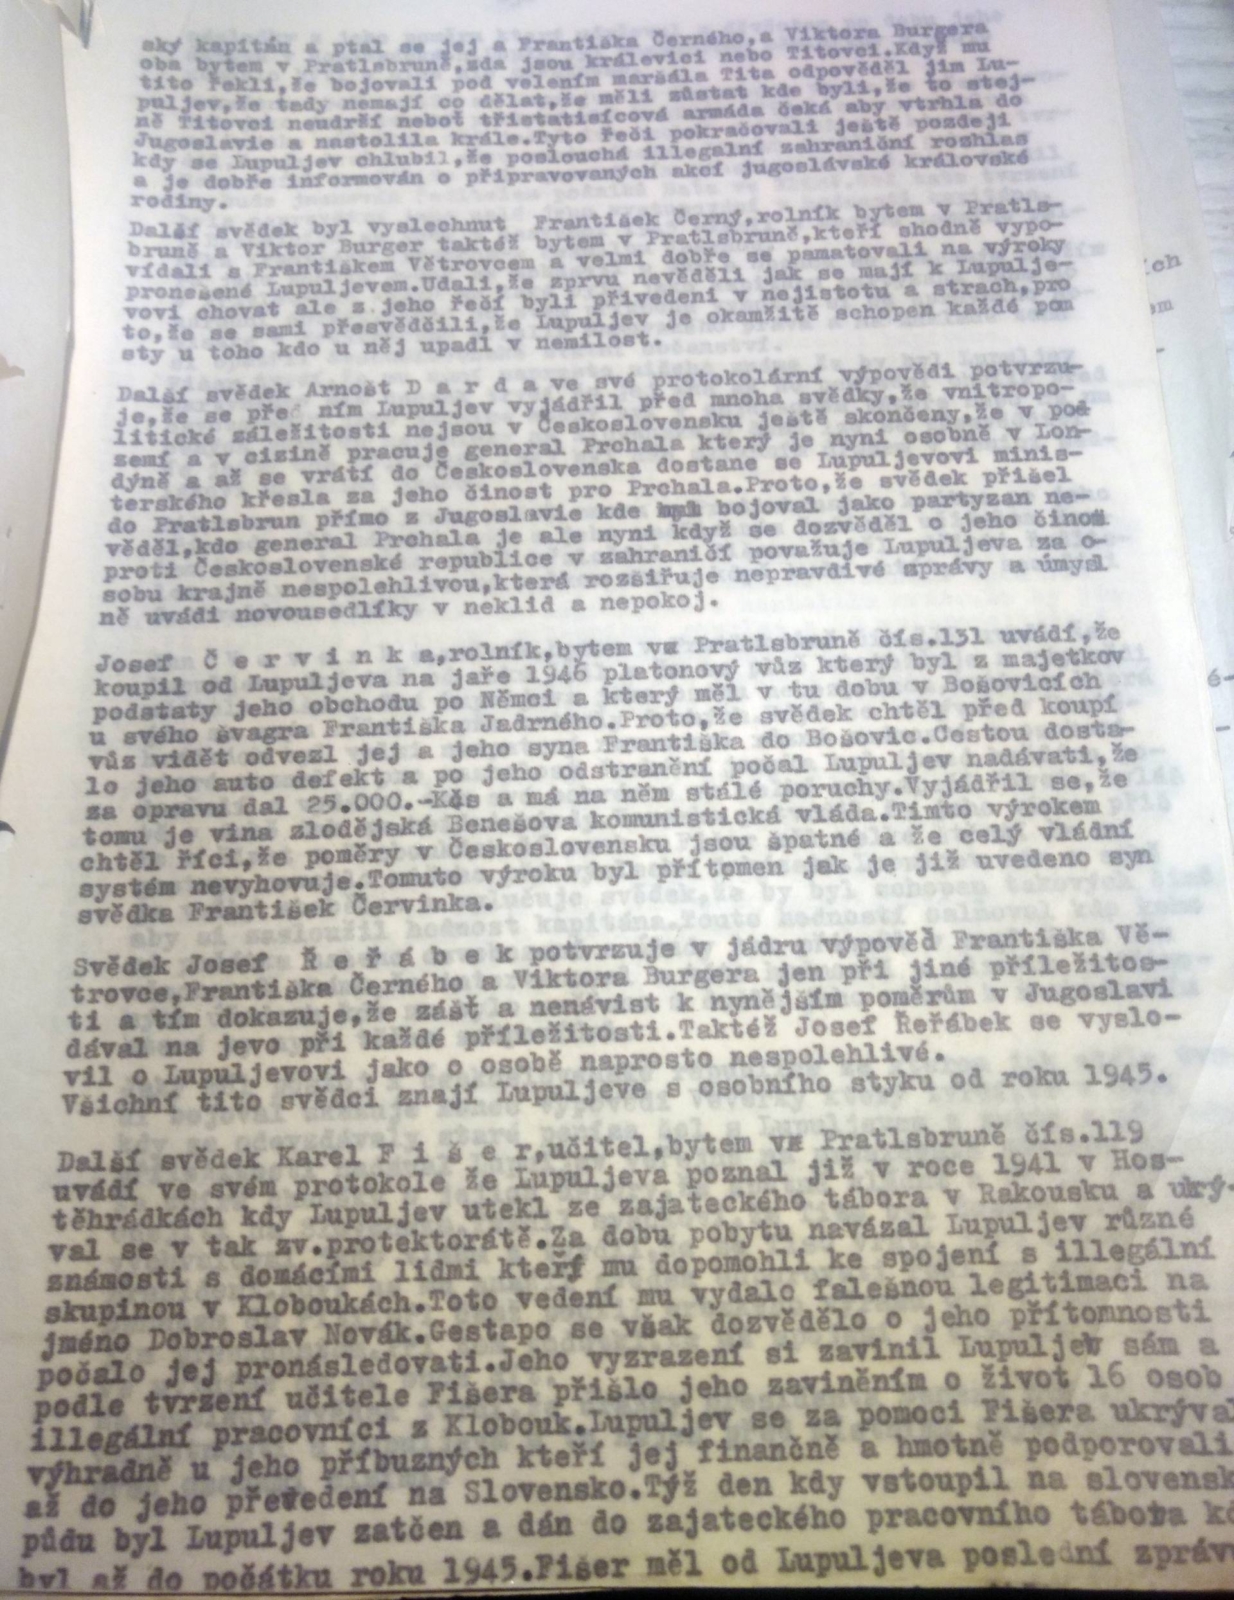 ský kapitán a ptal se jej a Františka Černého,a Viktora Burgera
oba bytem v Pratlsbruně,zda jsou králevici nebo Titovci.Když mu
tito řekli,že bojovali pod velením maršála Tita odpověděl jim Lu-
puljev,že tady nemají co dělat,že měli zůstat kde byli,že to stej-
ně Titovci neudrží neboť třistatisícová armáda čeká aby vtrhla do
Jugoslavie a nastolila krále.Tyto řeči pokračovali ještě pozdeji
kdy se Lupuljev chlubil,že poslouchá illegalní zahraniční roshlas
a je dobře informován o připravovaných akcí jugoslávské královské
rodiny.
Další svědek byl vyslechnut František Černý,rolník bytem v Pratls-
bruně a Viktor Burger taktéž bytem v Pratlsbruně,kteří shodně vypo-
vídali s Františkem Větrovcem a velmi dobře se pamatovali na výroky
pronešené Lupuljevem.Udali,že zprvu nevěděli jak se mají k Lupulje-
vovi chovat ale z jeho řečí byli přivedeni v nejistotu a strach,pro
to,že se sami přesvědčili,že Lupuljev je okamžitě schopen každé pom
sty u toho kdo u něj upadl v nemilost.
Další svědek Arnošt D a r d a ve své protokolární výpovědi potvrzu-
je,že se před ním Lupuljev vyjádřil před mnoha svědky,že vnitropo-
litické záležitosti nejsou v Československu ještě skončeny,že v pod
zemí a v cizině pracuje general Prchala který je nyni osobně v Lon-
dýně a až se vrátí do Československa dostane se Lupuljevovi minis-
terského křesla za jeho činost pro Prchala.Proto,že svědek přišel
do Pratlsbrun přímo z Jugoslavie kde bojoval jako partyzan ne-
věděl,kdo general Prchala je ale nyni když se dozvěděl o jeho činosti
proti Československé republice v zahraničí považuje Lupuljeva za o-
sobu krajně nespolehlivou,která rozšiřuje nepravdivé zprávy a úmysl
ně uvádí novousedlíky v neklid a nepokoj.
Josef Č e r v i n k a,rolník,bytem v Pratlsbruně čís.131 uvádí,že
koupil od Lupuljeva na jaře 1946 platonový vůz který byl z majetkov
podstaty jeho obchodu po Němci a který měl v tu dobu v Bošovicích
u svého švagra Františka Jadrného.Proto,že svědek chtěl před koupí
vůz vidět odvezl jej a jeho syna Františka do Bošovic.Cestou dosta-
lo jeho auto defekt a po jeho odstranění počal Lupuljev nadávati,že
za opravu dal 25.000.-Kčs a má na něm stálé poruchy.Vyjádřil se,že
tomu je vina zlodějská Benešova komunistická vláda.Timto výrokem
chtěl říci,že poměry v Československu jsou špatné a že celý vládní
systém nevyhovuje.Tomuto výroku byl přítomen jak je již uvedeno syn
svědka František Červinka.
Svědek Josef Ř e ř á b e k potvrzuje v jádru výpověď Františka Vě-
trovce,Františka Černého a Viktora Burgera jen při jiné příležitos-
ti a tím dokazuje,že zášť a nenávist k nynějším poměrům v Jugoslavi
dával na jevo při každé příležitosti.Taktéž Josef Řeřábek se vyslo-
vil o Lupuljevovi jako o osobě naprosto nespolehlivé.
Všichní tito svědci znají Lupuljeve s osobního styku od roku 1945.
Další svědek Karel F i š e r,učitel,bytem v Pratlsbruně čís.119
uvádí ve svém protokole že Lupuljeva poznal již v roce 1941 v Hos-
těhrádkách kdy Lupuljev utekl ze zajateckého tábora v Rakousku a ukrý-
val se v tak zv.protektorátě.Za dobu pobytu navázal Lupuljev různé
známosti s domácími lidmi kteří mu dopomohli ke spojení s illegální
skupinou v Kloboukách.Toto vedení mu vydalo falešnou legitimaci na
jméno Dobroslav Novák.Gestapo se však dozvědělo o jeho přítomnosti
počalo jej pronásledovati.Jeho vyzrazení si zavinil Lupuljev sám a
podle tvrzení učitele Fišera přišlo jeho zaviněním o život 16 osob
illegální pracovníci z Klobouk.Lupuljev se za pomoci Fišera ukrýval
výhradně u jeho příbuzných kteří jej finančně a hmotně podporovali
až do jeho převedení na Slovensko.Týž den kdy vstoupil na slovensk
půdu byl Lupuljev zatčen a dán do zajateckého pracovního tábora kd
byl až do počátku roku 1945.Fišer měl od Lupuljeva poslední zpráv